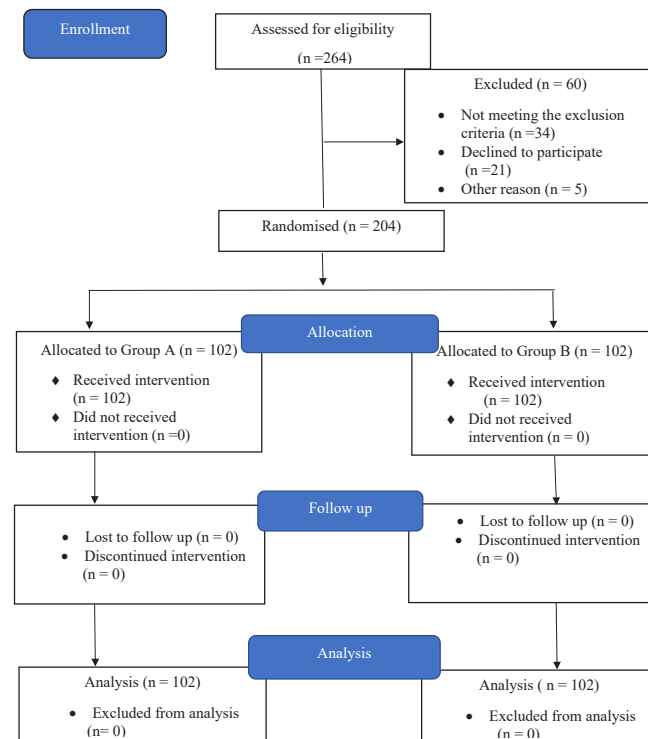 Enrollment
Assessed for eligibility
(n =264)
Excluded (n = 60)
• Not meeting the exclusion
criteria (n =34)
• Declined to participate
(n =21)
• Other reason (n = 5)
Randomised (n = 204)
Allocation
Allocated to Group A (n = 102)
♦ Received intervention
(n = 102)
♦ Did not received
intervention (n =0)
Allocated to Group B (n = 102)
♦ Received intervention
(n = 102)
♦ Did not received
intervention (n = 0)
Follow up
• Lost to follow up (n = 0)
• Discontinued intervention
(n = 0)
• Lost to follow up (n = 0)
• Discontinued intervention
(n = 0)
Analysis
Analysis (n = 102)
• Excluded from analysis
(n= 0)
Analysis ( n = 102)
• Excluded from analysis
(n = 0)